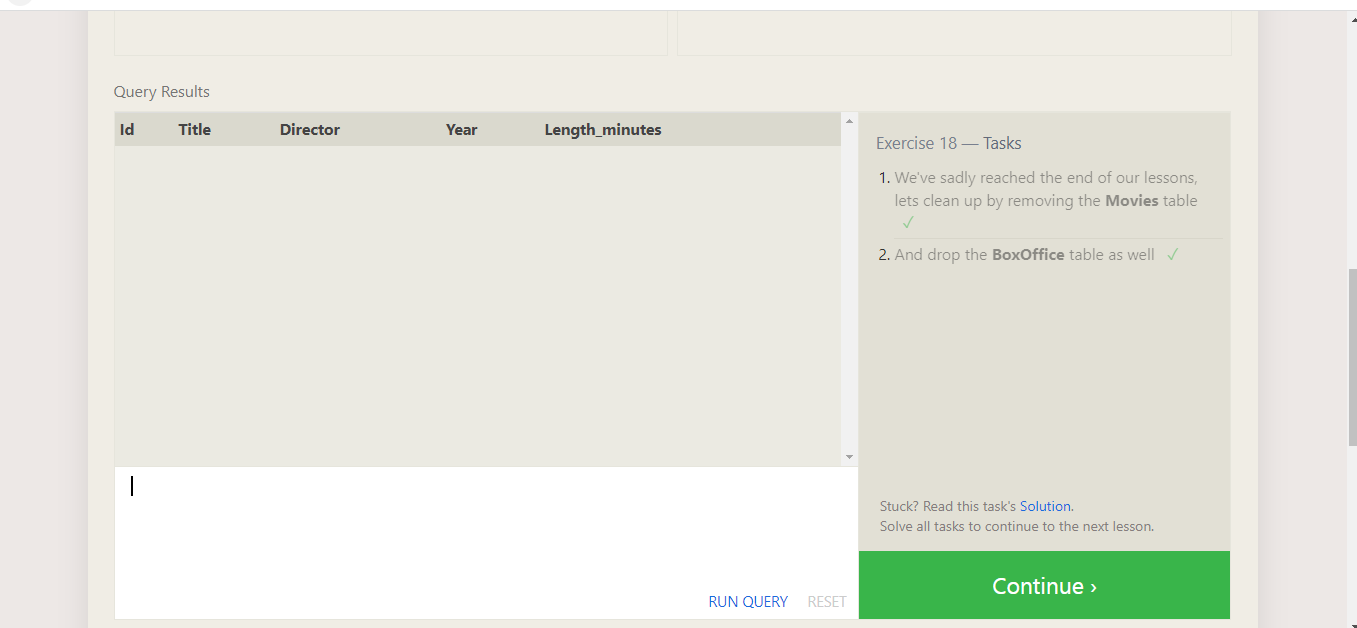 Query Results
Id Title Director Year Length_minutes
Exercise 18 — Tasks
1. We've sadly reached the end of our lessons,
lets clean up by removing the Movies table
✓
2. And drop the BoxOffice table as well ✓
Stuck? Read this task's Solution.
Solve all tasks to continue to the next lesson.
RUN QUERY RESET
Continue ›